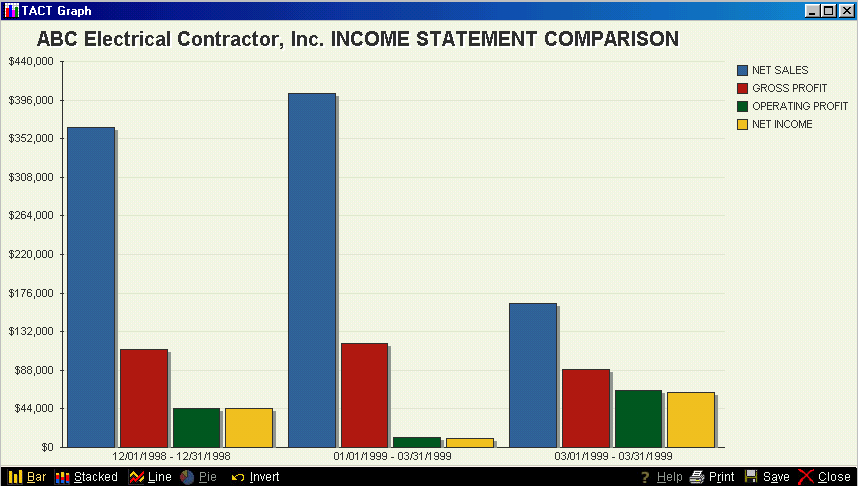 TACT Graph
ABC Electrical Contractor, Inc. INCOME STATEMENT COMPARISON
$440,000
$396,000
$352,000
$308,000
$264,000
$220,000
$176,000
$132,000
$88,000
$44,000
$0
12/01/1998 - 12/31/1998
01/01/1999 - 03/31/1999
03/01/1999 - 03/31/1999
NET SALES
GROSS PROFIT
OPERATING PROFIT
NET INCOME
Bar Stacked Line Pie Invert ? Help Print Save Close